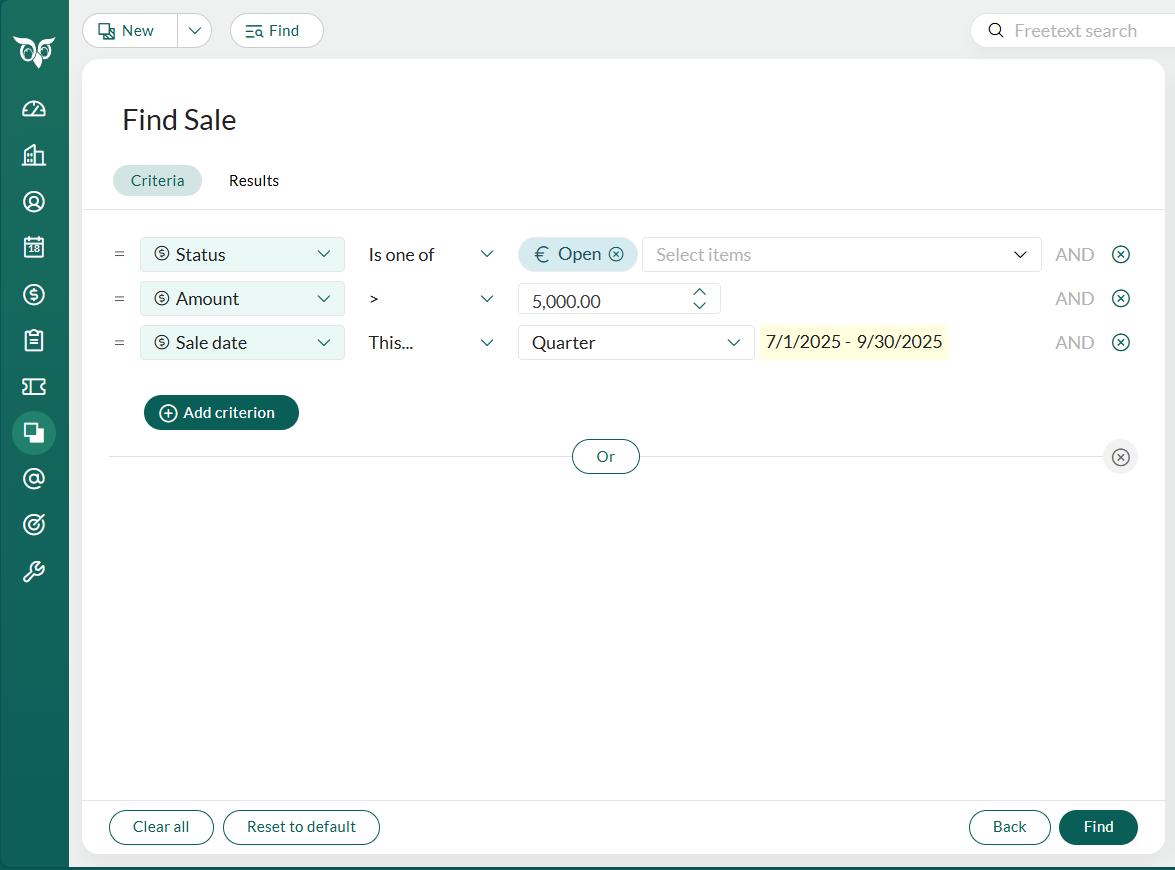 New
Find
Freetext search
Find Sale
Criteria Results
Status Is one of € Open Select items AND
Amount > 5,000.00 AND
Sale date This... Quarter 7/1/2025 - 9/30/2025 AND
Add criterion
Or
Clear all Reset to default Back Find
18